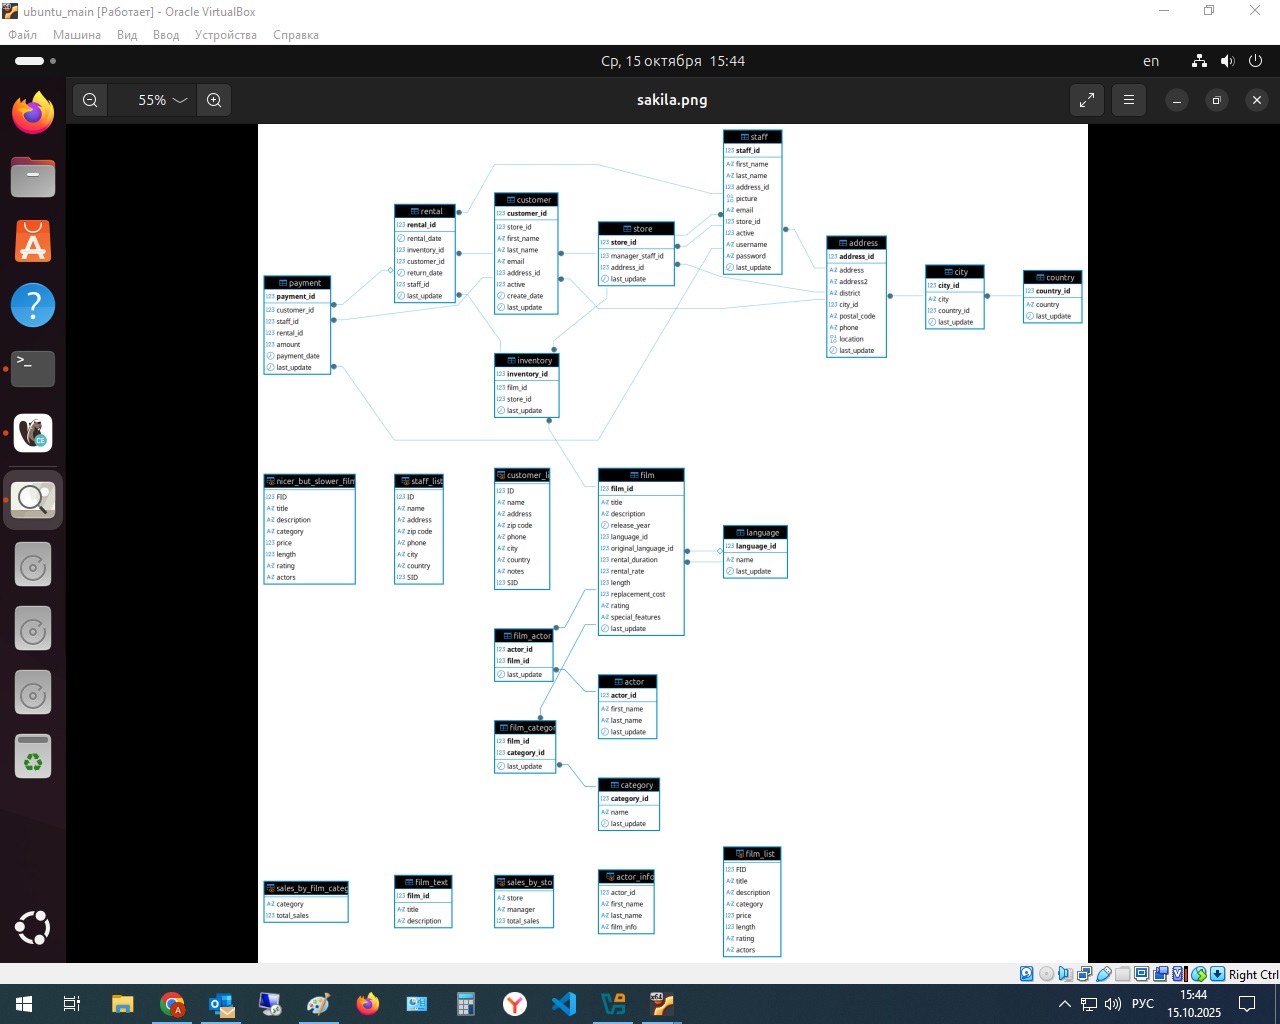 ubuntu_main [Работает] - Oracle VirtualBox
Файл Машина Вид Ввод Устройства Справка
Ср, 15 октября 15:44
en
55%
sakila.png
staff
staff_id
first_name
last_name
address_id
picture
email
store_id
active
username
password
last_update
customer
customer_id
store_id
first_name
last_name
email
address_id
active
create_date
last_update
rental
rental_id
rental_date
inventory_id
customer_id
return_date
staff_id
last_update
store
store_id
manager_staff_id
address_id
last_update
address
address_id
address
address2
district
city_id
postal_code
phone
location
last_update
city
city_id
city
country_id
last_update
country
country_id
country
last_update
payment
payment_id
customer_id
staff_id
rental_id
amount
payment_date
last_update
inventory
inventory_id
film_id
store_id
last_update
nicer_but_slower_film
FID
title
description
category
price
length
rating
actors
staff_list
ID
name
address
zip code
phone
city
country
SID
customer_li
ID
name
address
zip code
phone
city
country
notes
SID
film
film_id
title
description
release_year
language_id
original_language_id
rental_duration
rental_rate
length
replacement_cost
rating
special_features
last_update
language
language_id
name
last_update
film_actor
actor_id
film_id
last_update
actor
actor_id
first_name
last_name
last_update
film_categor
film_id
category_id
last_update
category
category_id
name
last_update
sales_by_film_categ
category
total_sales
film_text
film_id
title
description
sales_by_sto
store
manager
total_sales
actor_info
actor_id
first_name
last_name
film_info
film_list
FID
title
description
category
price
length
rating
actors
Right Ctrl
РУС
15:44
15.10.2025